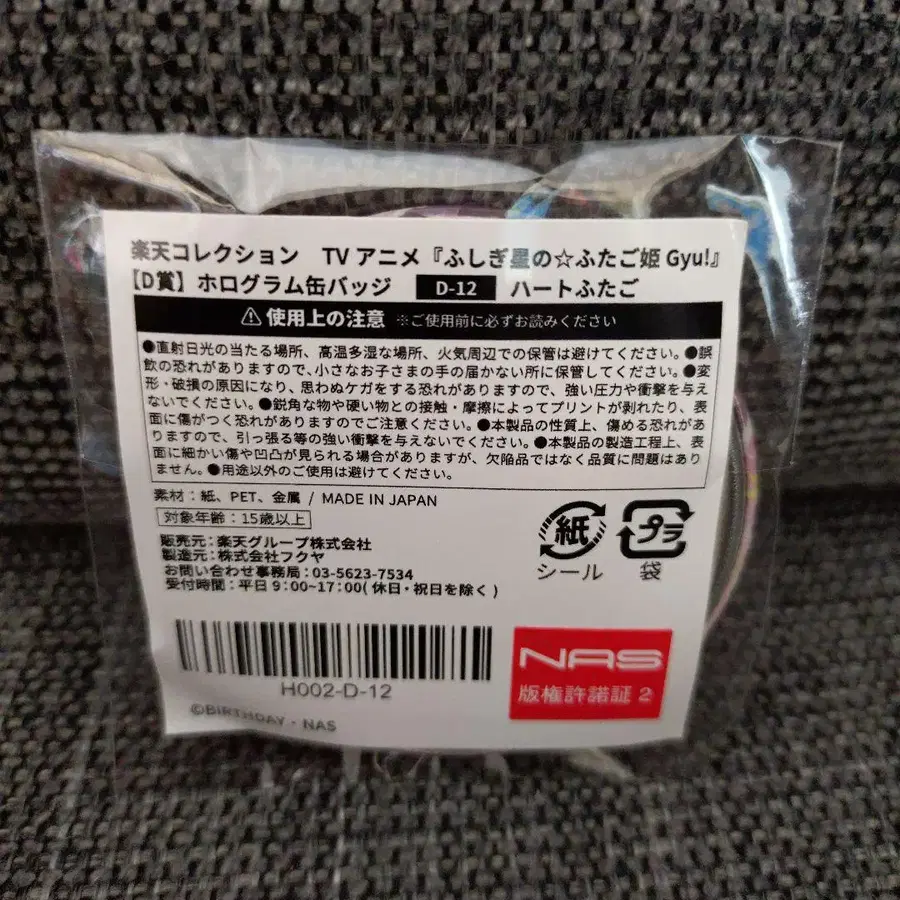 楽天コレクション TVアニメ『ふしぎ星の☆ふたご姫Gyu!』
【D賞】ホログラム缶バッジ D-12 ハートふたご
⚠使用上の注意 ※ご使用前に必ずお読みください
●直射日光の当たる場所、高温多湿な場所、火気周辺での保管は避けてください。●誤
飲の恐れがありますので、小さなお子さまの手の届かない所に保管してください。●変
形・破損の原因になり、思わぬケガをする恐れがありますので、強い圧力や衝撃を与え
ないでください。●鋭角な物や硬い物との接触・摩擦によってプリントが剥れたり、表
面に傷がつく恐れがありますのでご注意ください。●本製品の性質上、傷める恐れがあ
りますので、引っ張る等の強い衝撃を与えないでください。●本製品の製造工程上、表
面に細かい傷や凹凸が見られる場合がありますが、欠陥品ではなく品質に問題はあり
ません。●用途以外のご使用は避けてください。
素材：紙、PET、金属 / MADE IN JAPAN
対象年齢：15歳以上
販売元：楽天グループ株式会社
製造元：株式会社フクヤ
お問い合わせ事務局：03-5623-7534
受付時間：平日9:00~17:00(休日・祝日を除く)
紙 プラ
シール 袋
H002-D-12
NAS
版権許諾証 2
©BIRTHDAY・NAS